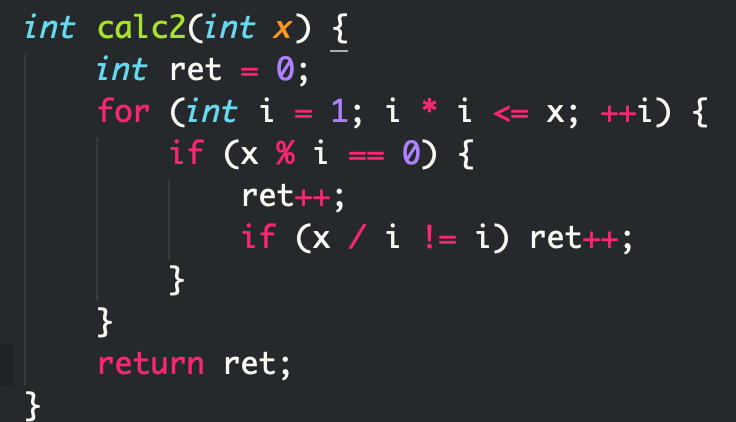 int calc2(int x) {
    int ret = 0;
    for (int i = 1; i * i <= x; ++i) {
        if (x % i == 0) {
            ret++;
            if (x / i != i) ret++;
        }
    }
    return ret;
}